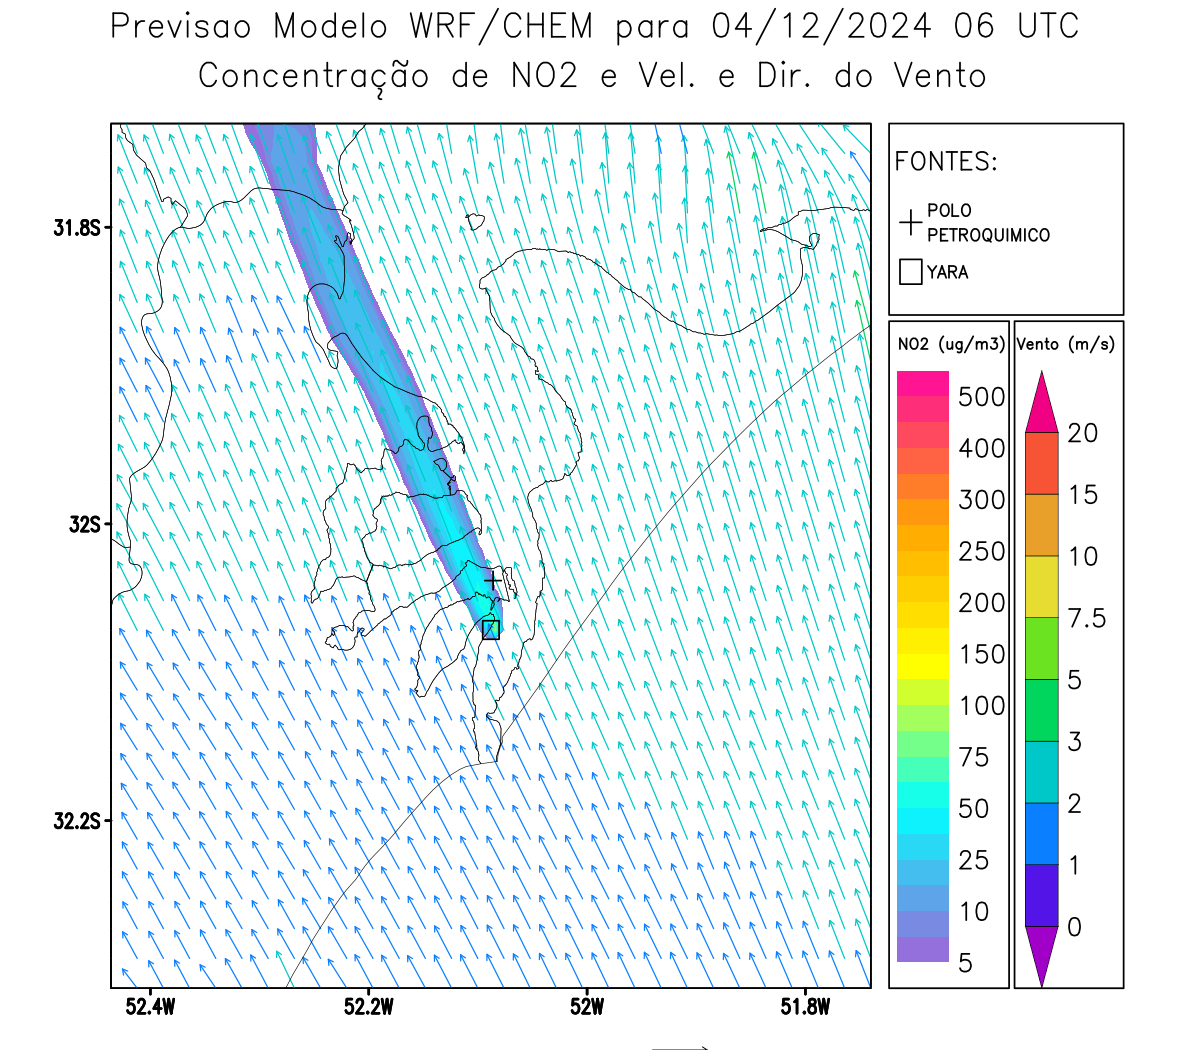 Previsao Modelo WRF/CHEM para 04/12/2024 06 UTC
Concentração de NO2 e Vel. e Dir. do Vento
FONTES:
POLO
PETROQUIMICO
YARA
31.8S
32S
32.2S
52.4W
52.2W
52W
51.8W
NO2 (ug/m3)
500
400
300
250
200
150
100
75
50
25
10
5
Vento (m/s)
20
15
10
7.5
5
3
2
1
0